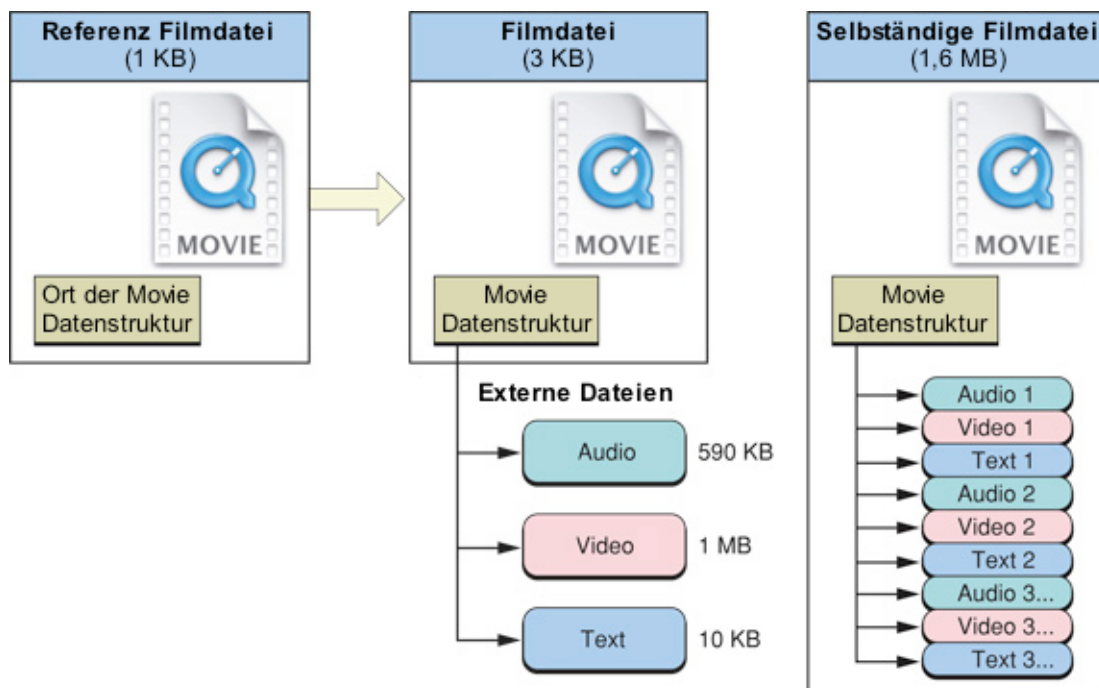 Referenz Filmdatei
(1 KB)
MOVIE
Ort der Movie
Datenstruktur
Filmdatei
(3 KB)
MOVIE
Movie
Datenstruktur
Externe Dateien
Audio 590 KB
Video 1 MB
Text 10 KB
Selbständige Filmdatei
(1,6 MB)
MOVIE
Movie
Datenstruktur
Audio 1
Video 1
Text 1
Audio 2
Video 2
Text 2
Audio 3...
Video 3...
Text 3...